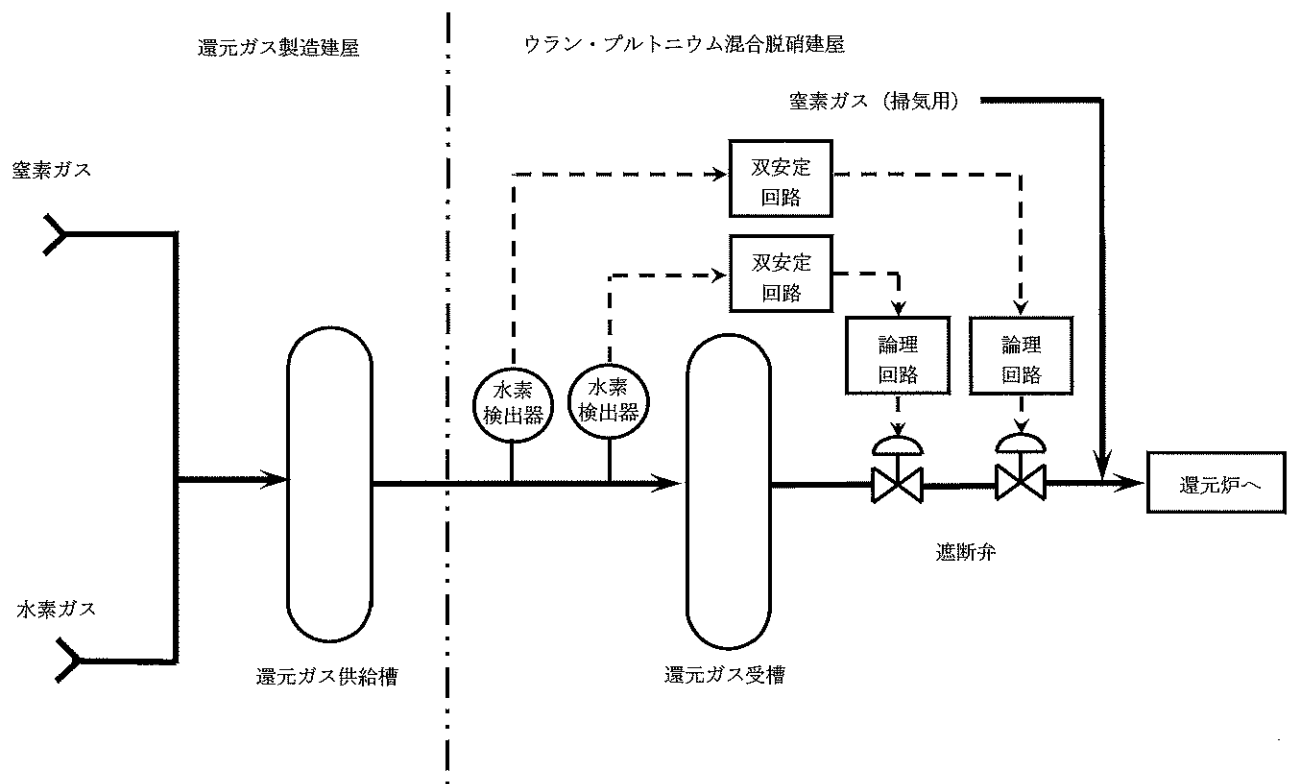 還元ガス製造建屋
ウラン・プルトニウム混合脱硝建屋
窒素ガス（掃気用）
窒素ガス
双安定
回路
双安定
回路
論理
回路
論理
回路
水素
検出器
水素
検出器
還元炉へ
遮断弁
水素ガス
還元ガス供給槽
還元ガス受槽